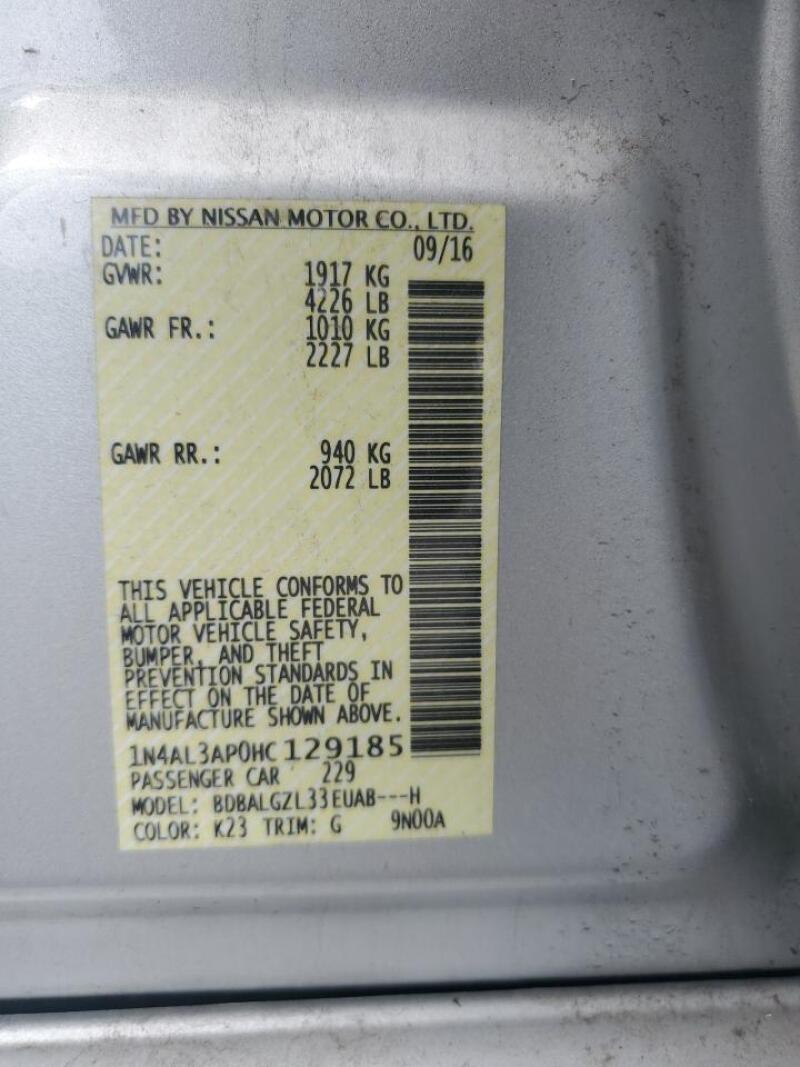 MFD BY NISSAN MOTOR CO., LTD.
DATE: 09/16
GVWR: 1917 KG
4226 LB
GAWR FR.: 1010 KG
2227 LB
GAWR RR.: 940 KG
2072 LB
THIS VEHICLE CONFORMS TO
ALL APPLICABLE FEDERAL
MOTOR VEHICLE SAFETY,
BUMPER, AND THEFT
PREVENTION STANDARDS IN
EFFECT ON THE DATE OF
MANUFACTURE SHOWN ABOVE.
1N4AL3AP0HC129185
PASSENGER CAR 229
MODEL: BDBALGZL33EUAB---H
COLOR: K23 TRIM: G 9N00A